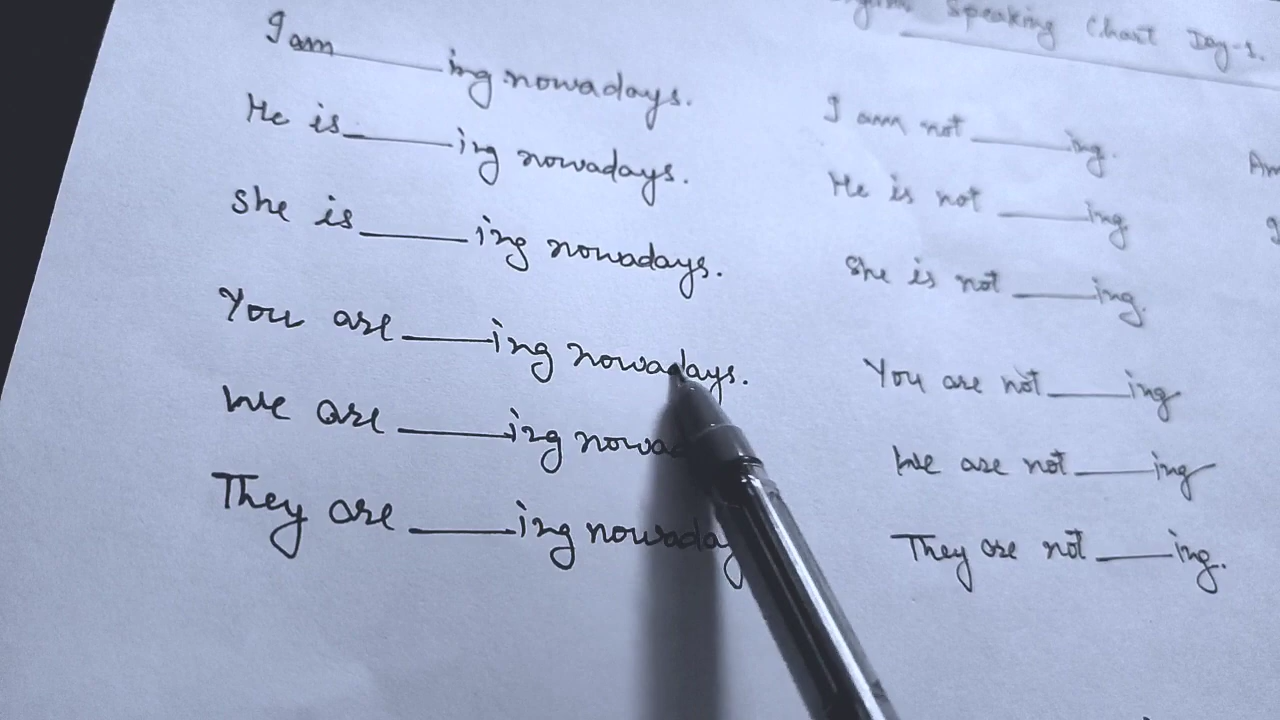 Speaking Chart Day-1.
I am ____ing nowadays.
He is ____ing nowadays.
She is ____ing nowadays.
You are ____ing nowadays.
We are ____ing
They are ____ing
I am not ____ing.
He is not ____ing
She is not ____ing.
You are not ____ing
We are not ____ing
They are not ____ing.